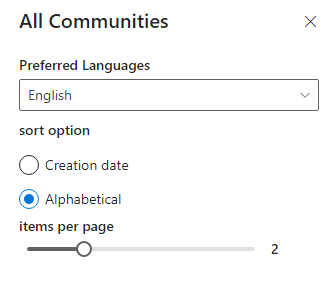 All Communities
Preferred Languages
English
sort option
Creation date
Alphabetical
items per page
2